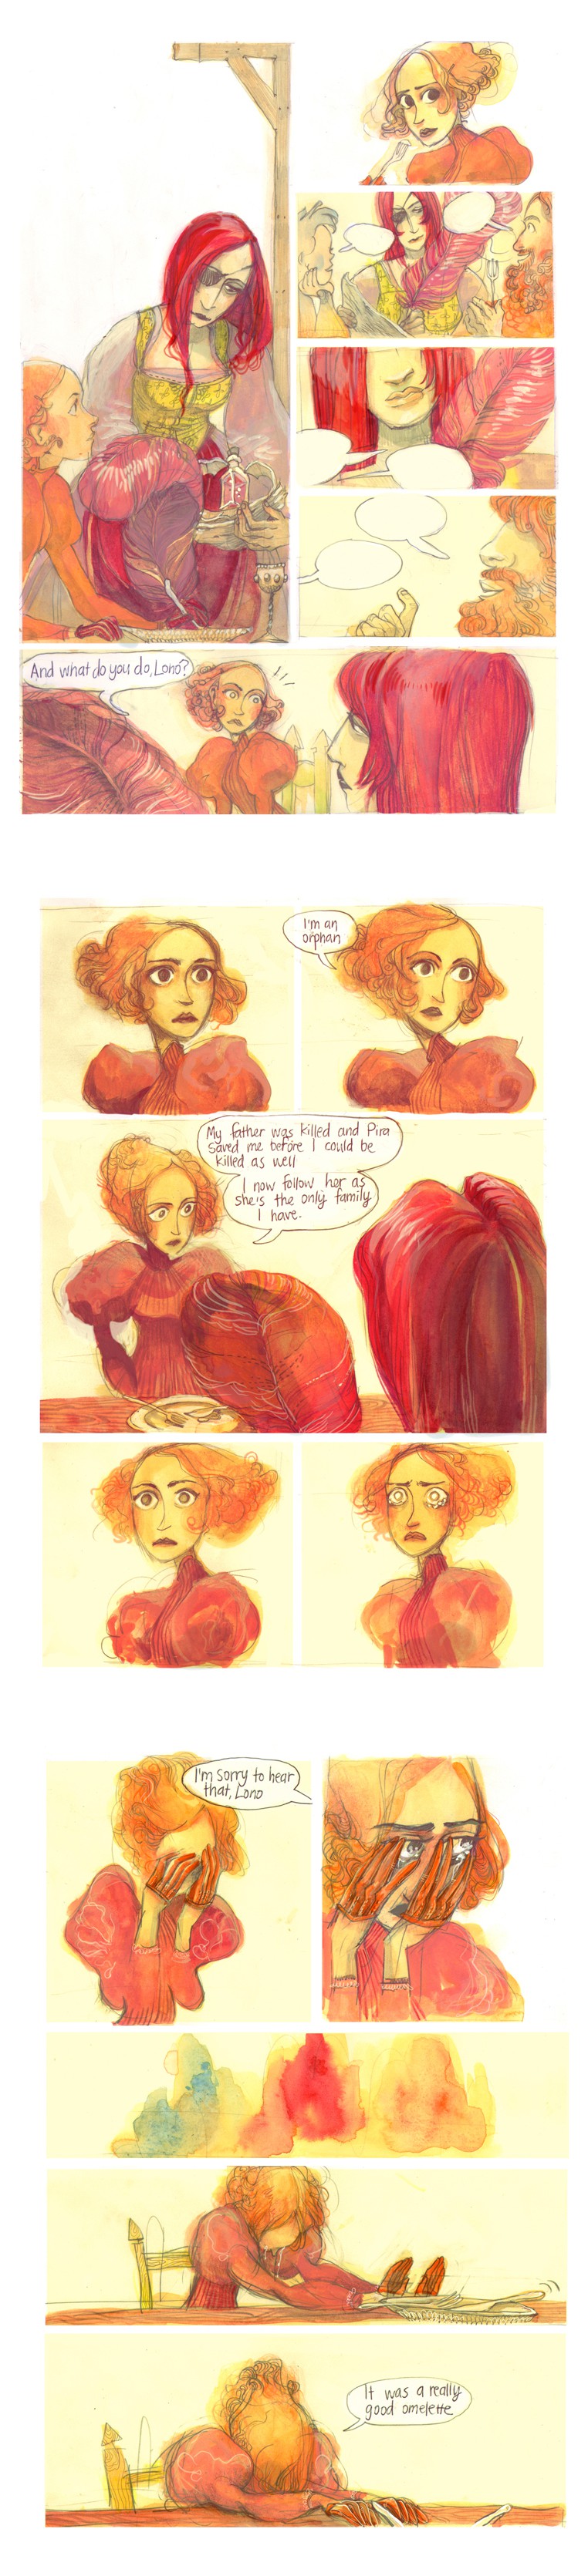 And what do you do, Lono?
I'm an
orphan
My father was killed and Pira
saved me before I could be
killed as well
I now follow her as
she's the only family
I have.
I'm sorry to hear
that, Lono
It was a really
good omelette